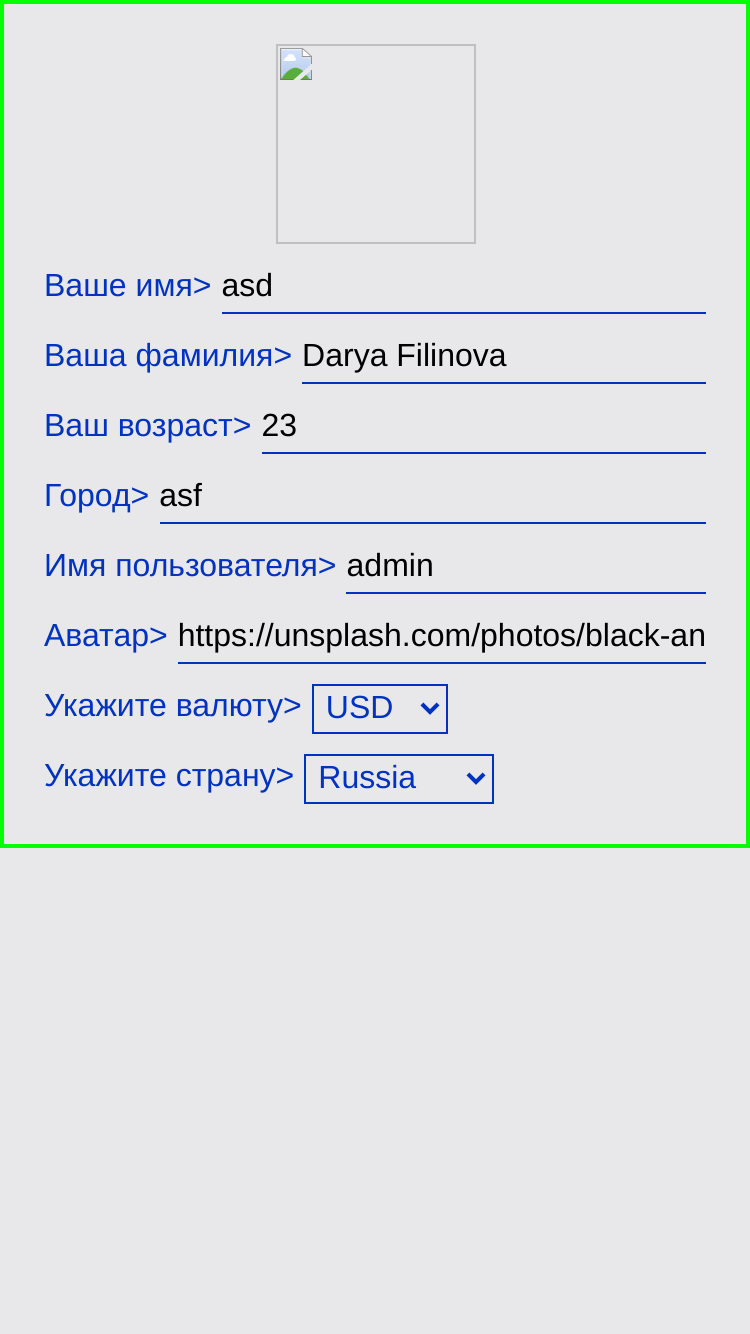 Ваше имя> asd
Ваша фамилия> Darya Filinova
Ваш возраст> 23
Город> asf
Имя пользователя> admin
Аватар> https://unsplash.com/photos/black-an
Укажите валюту> USD
Укажите страну> Russia